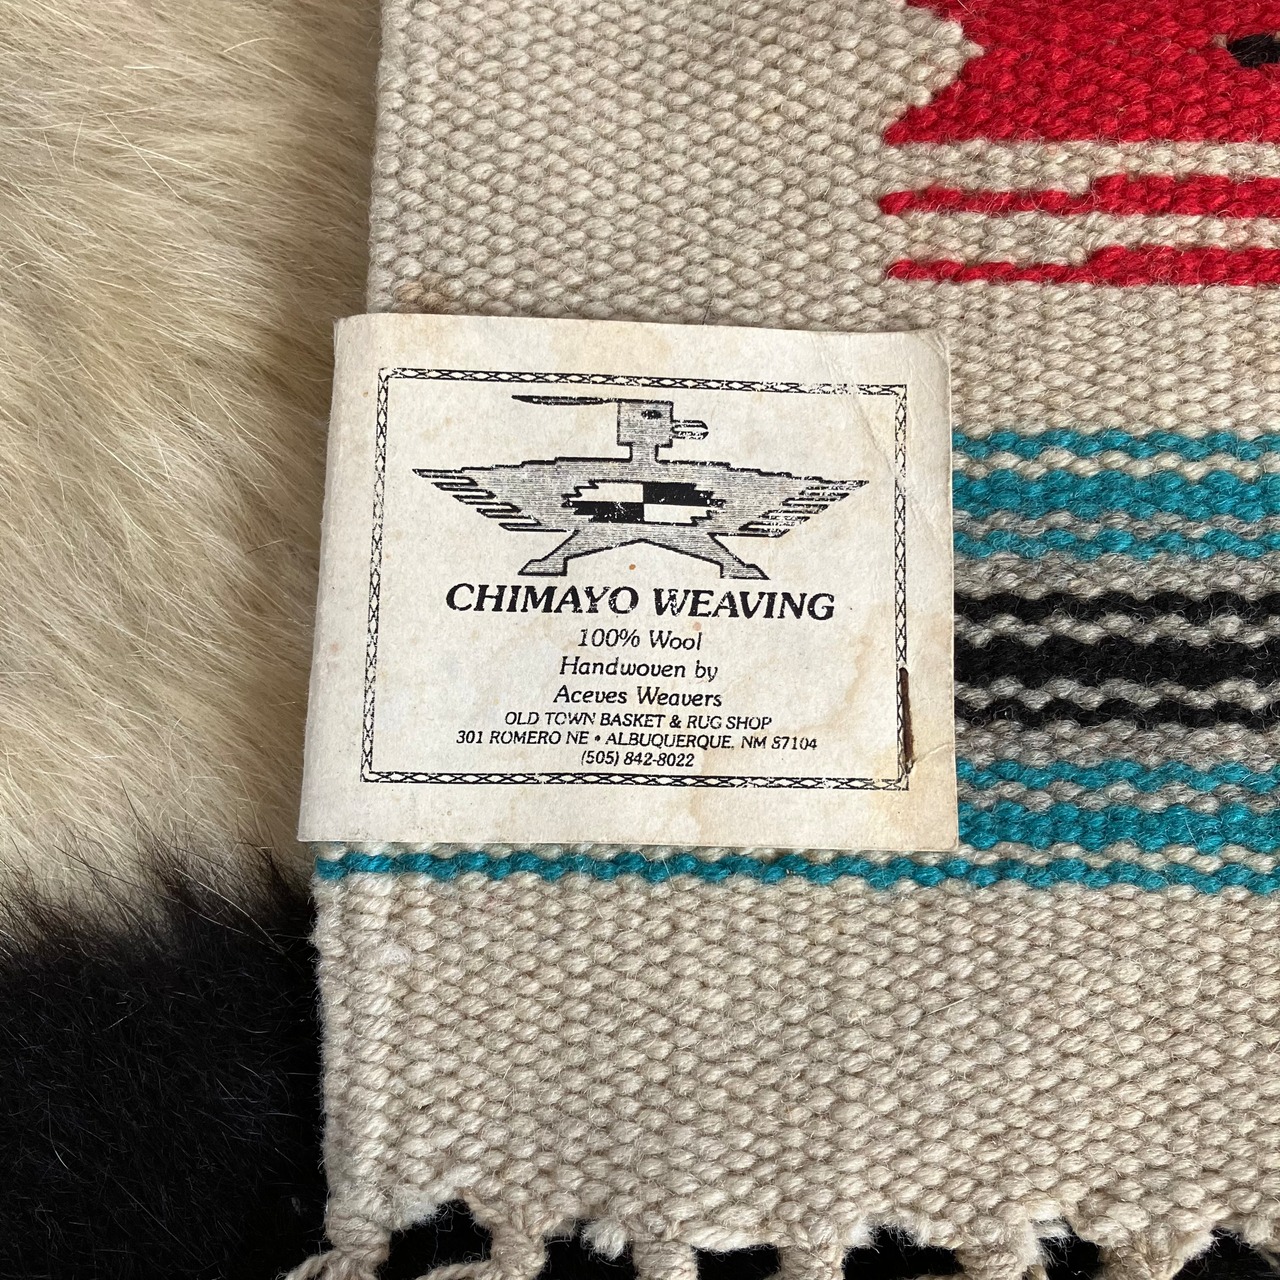 CHIMAYO WEAVING
100% Wool
Handwoven by
Aceves Weavers
OLD TOWN BASKET & RUG SHOP
301 ROMERO NE • ALBUQUERQUE, NM 87104
(505) 842-8022